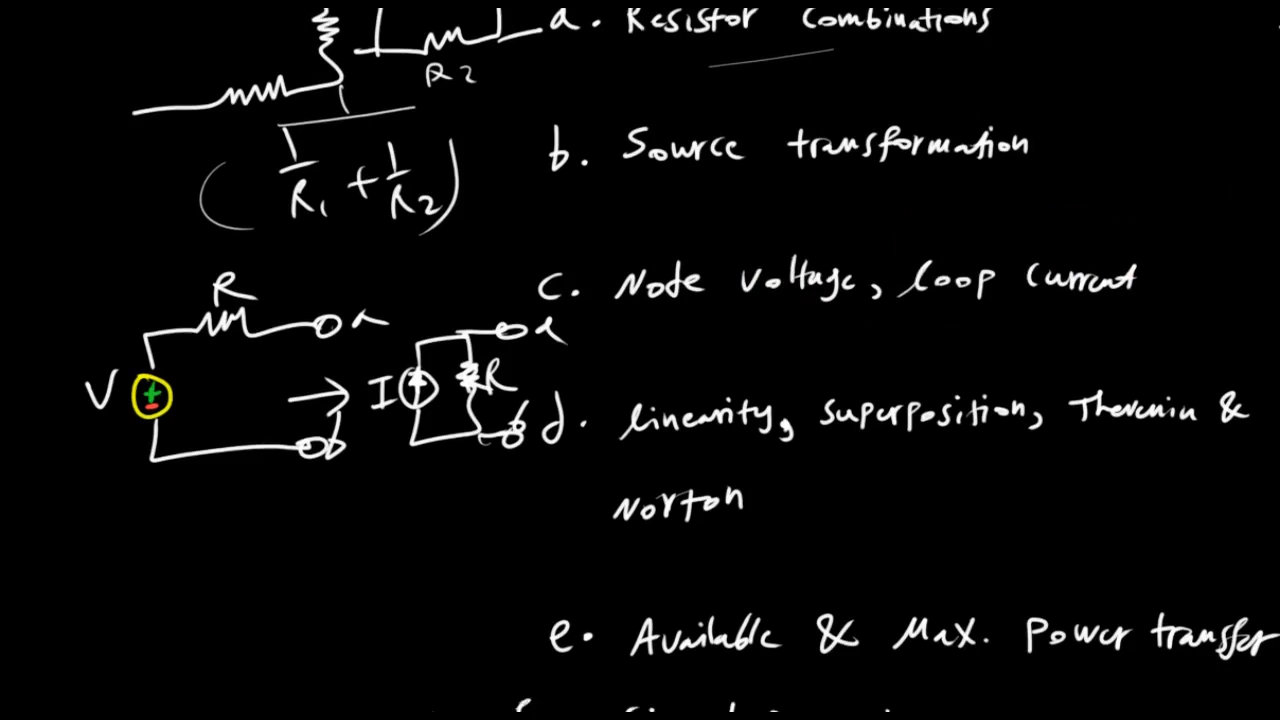 a. Resistor combinations
R2
b. Source transformation
( 1/R1 + 1/R2 )
c. Node voltage, loop current
R
a
a
V
+
-
I
R
b
b
d. linearity, superposition, Thevenin &
Norton
e. Available & Max. Power transfer